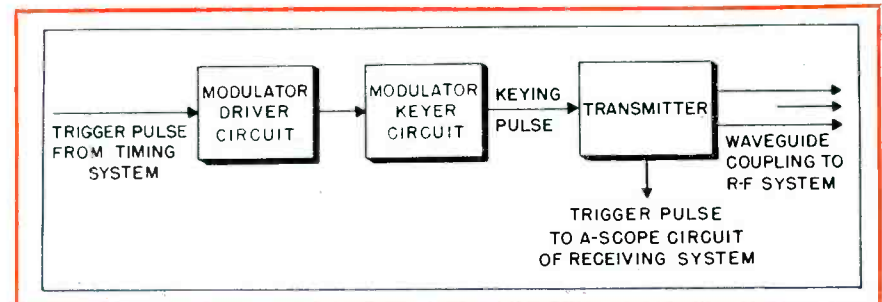 TRIGGER PULSE
FROM TIMING
SYSTEM
MODULATOR
DRIVER
CIRCUIT
MODULATOR
KEYER
CIRCUIT
KEYING
PULSE
TRANSMITTER
WAVEGUIDE
COUPLING TO
R-F SYSTEM
TRIGGER PULSE
TO A-SCOPE CIRCUIT
OF RECEIVING SYSTEM